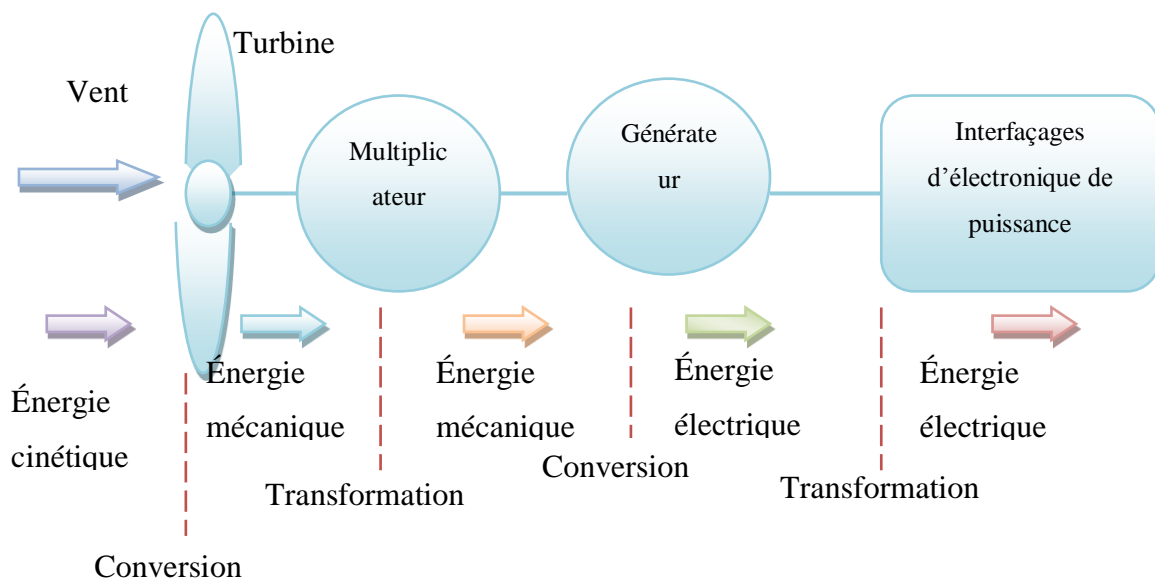 Turbine
Vent
Multiplic
ateur
Générate
ur
Interfaçages
d’électronique de
puissance
Énergie
cinétique
Énergie
mécanique
Énergie
mécanique
Énergie
électrique
Énergie
électrique
Conversion
Transformation
Conversion
Transformation